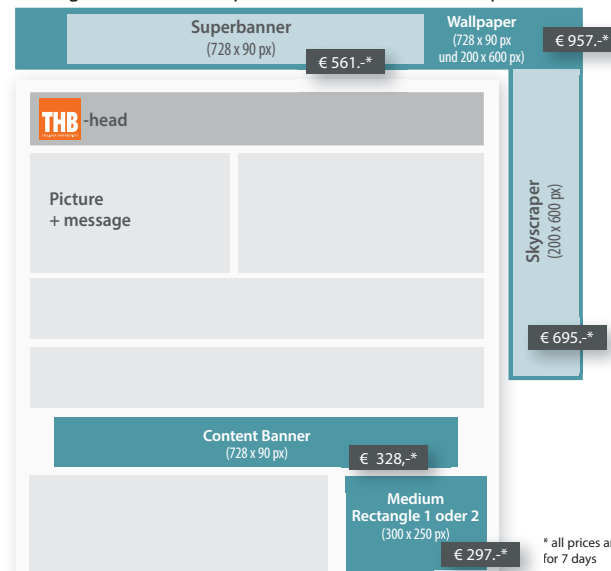 Superbanner
(728 x 90 px)
€ 561.-*
Wallpaper
(728 x 90 px
und 200 x 600 px)
€ 957.-*
THB -head
Picture
+ message
Skyscraper
(200 x 600 px)
€ 695.-*
Content Banner
(728 x 90 px)
€ 328,-*
Medium
Rectangle 1 oder 2
(300 x 250 px)
€ 297.-*
* all prices
for 7 days